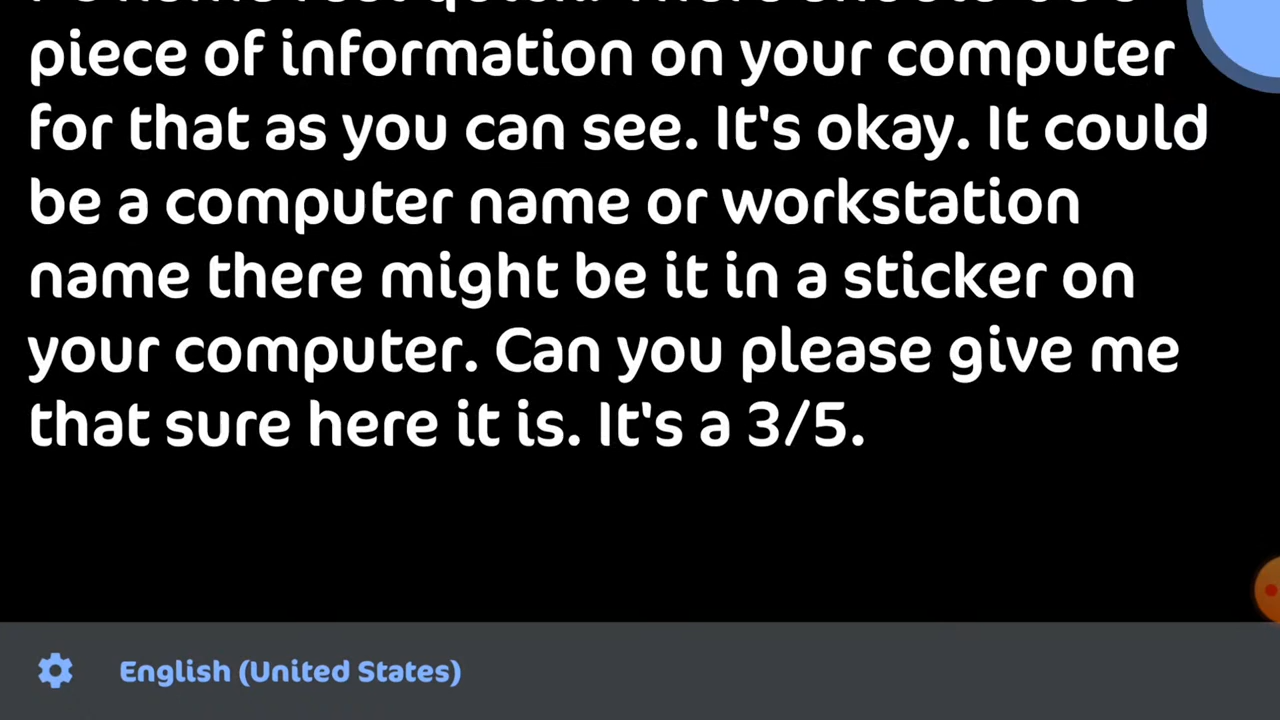 piece of information on your computer
for that as you can see. It's okay. It could
be a computer name or workstation
name there might be it in a sticker on
your computer. Can you please give me
that sure here it is. It's a 3/5.
English (United States)